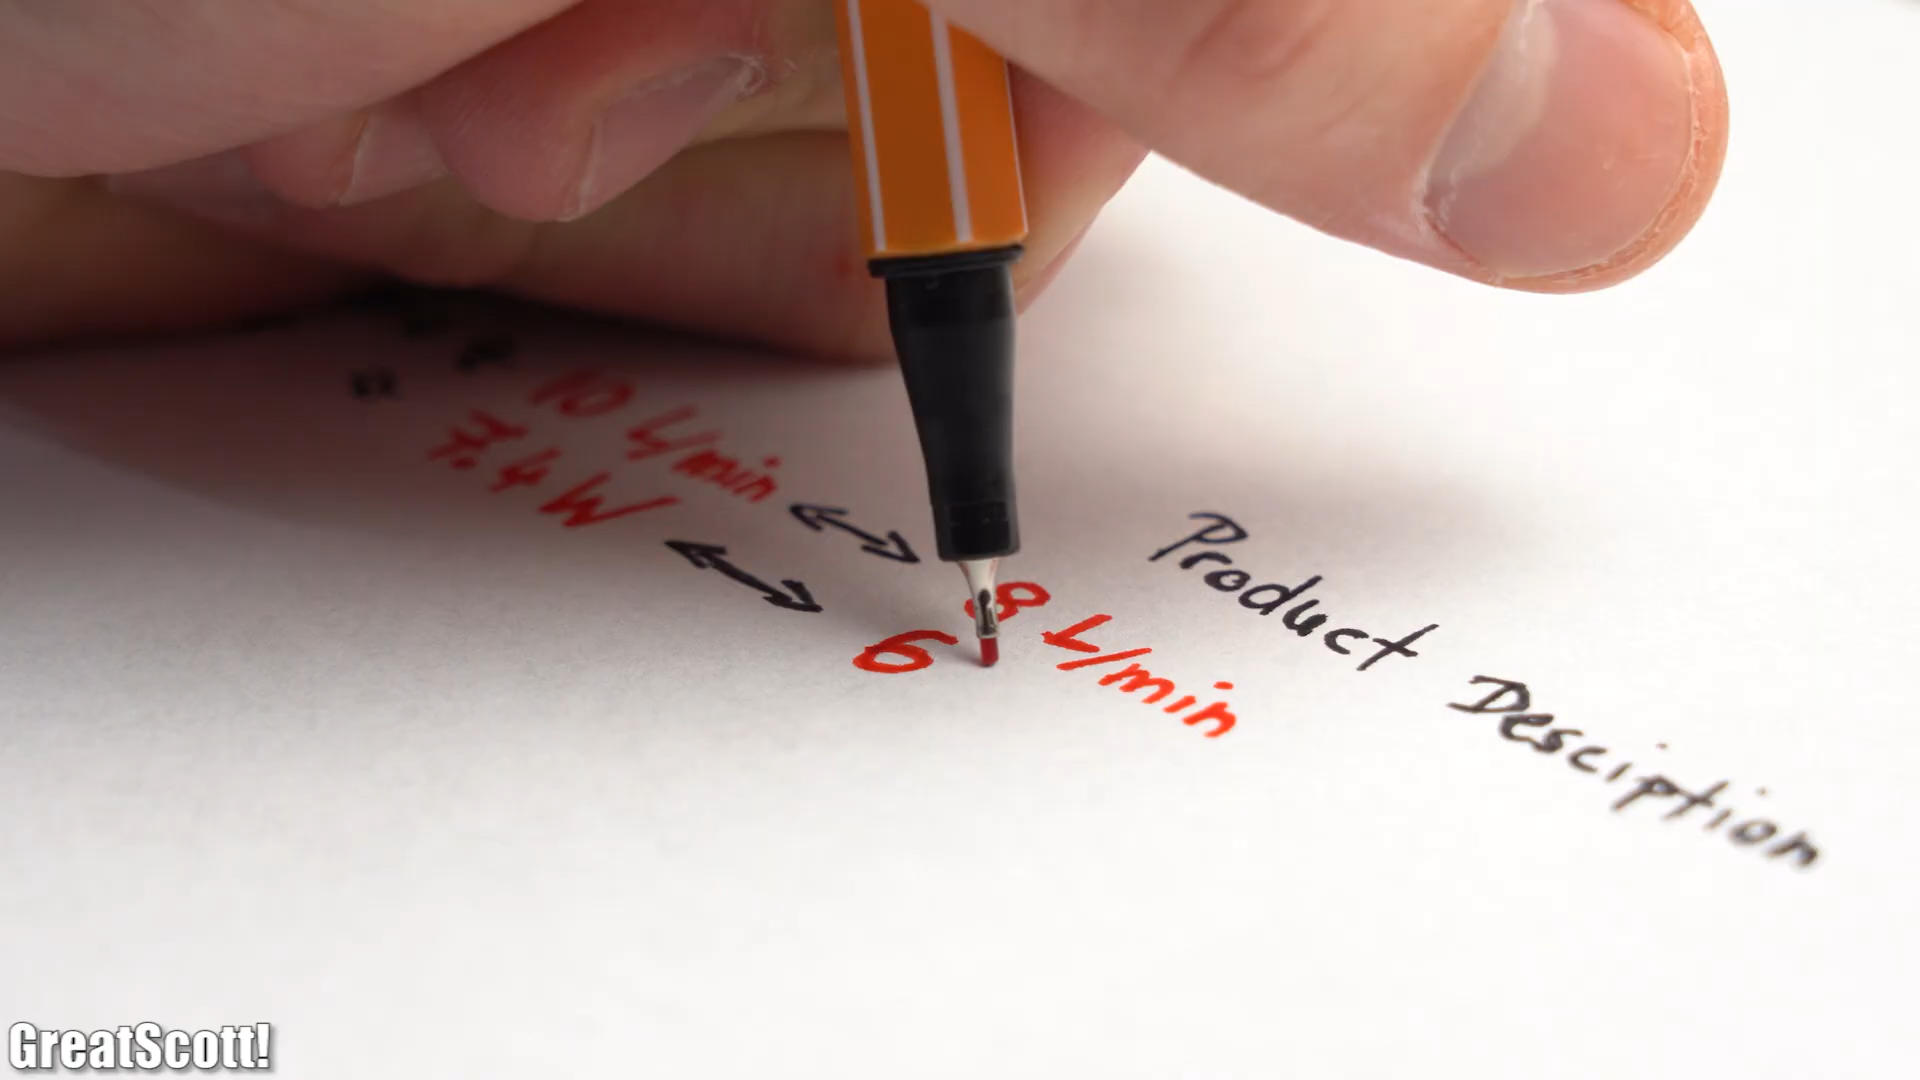 Product Desciption
10 L/min ↔ 8 L/min
7.4 W ↔ 6
GreatScott!